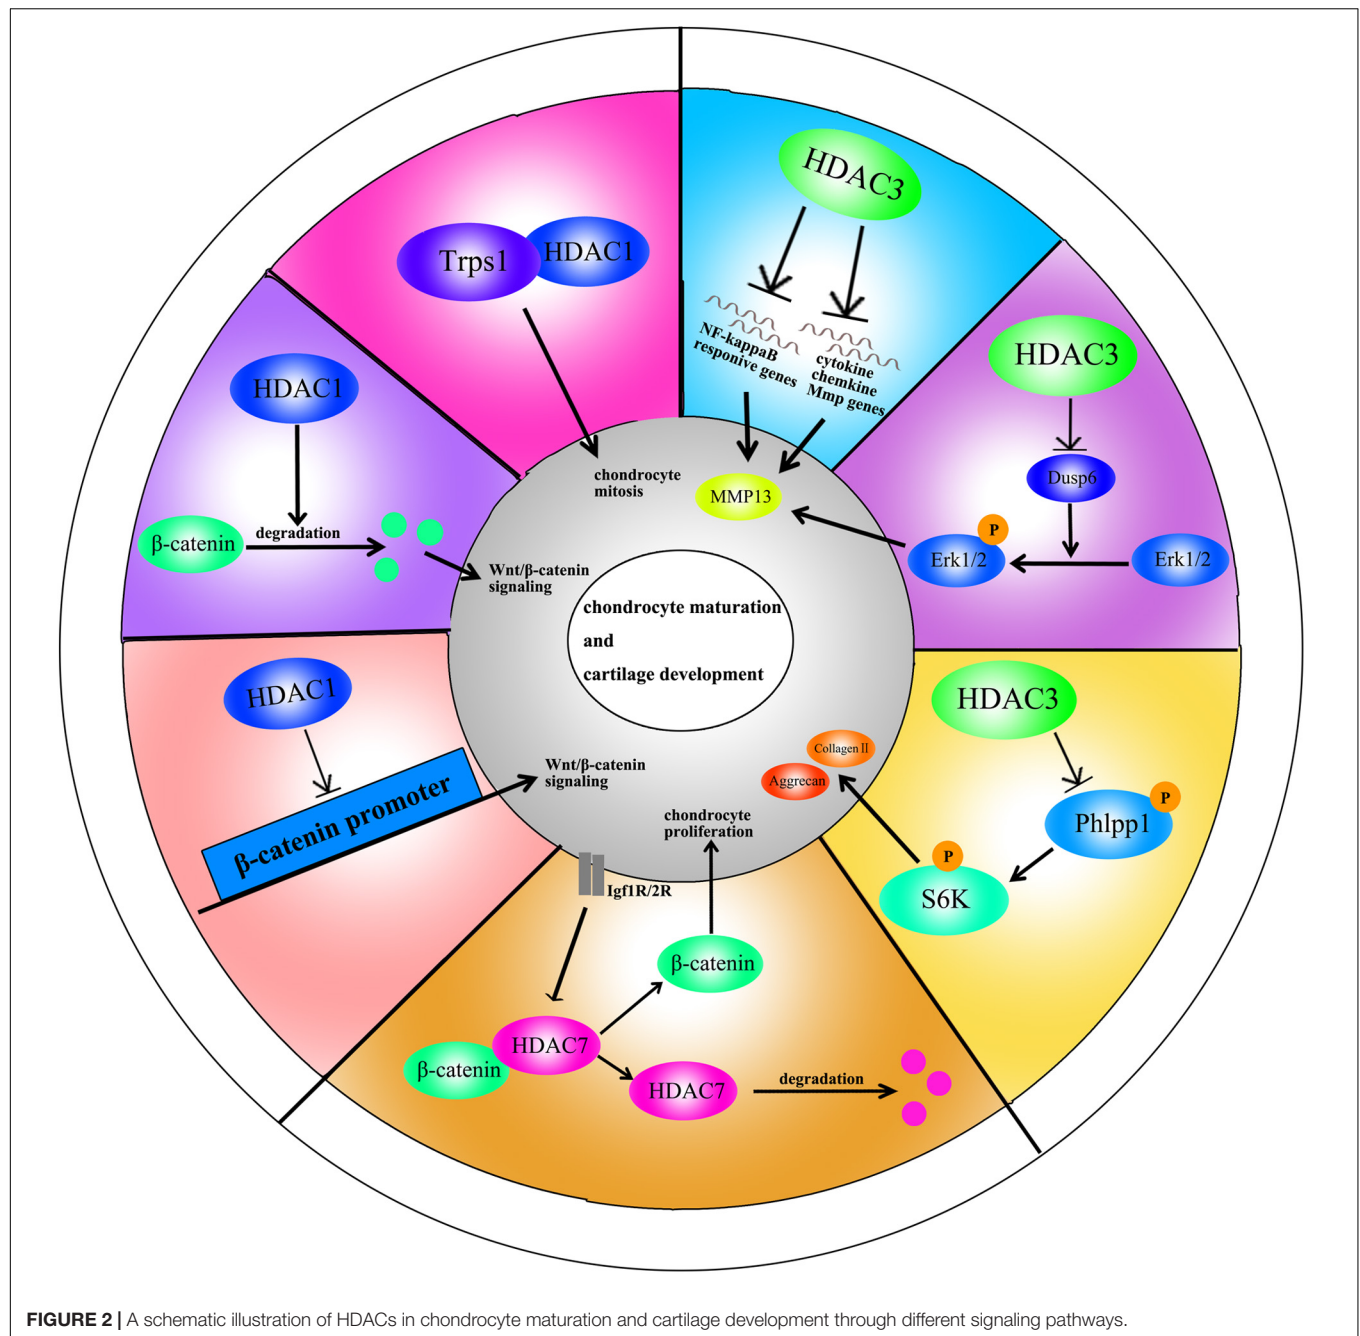 Trps1
HDAC1
chondrocyte
mitosis
HDAC3
NF-kappaB
responive genes
cytokine
chemkine
Mmp genes
MMP13
HDAC3
Dusp6
P
Erk1/2
Erk1/2
HDAC1
β-catenin
degradation
Wnt/β-catenin
signaling
chondrocyte maturation
and
cartilage development
HDAC1
β-catenin promoter
Wnt/β-catenin
signaling
HDAC3
P
Phlpp1
P
S6K
Collagen II
Aggrecan
chondrocyte
proliferation
Igf1R/2R
β-catenin
HDAC7
β-catenin
HDAC7
degradation
FIGURE 2 | A schematic illustration of HDACs in chondrocyte maturation and cartilage development through different signaling pathways.